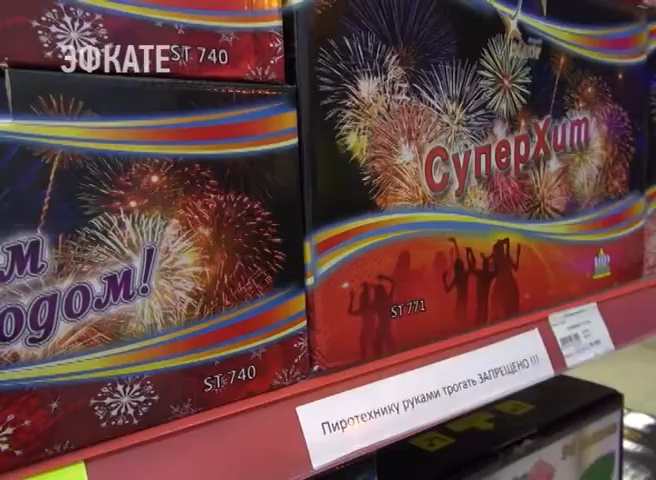 ЭФКАТЕ
ST 740
СуперХит
м
одом!
ST 771
ST 740
Пиротехнику руками трогать ЗАПРЕЩЕНО !!!